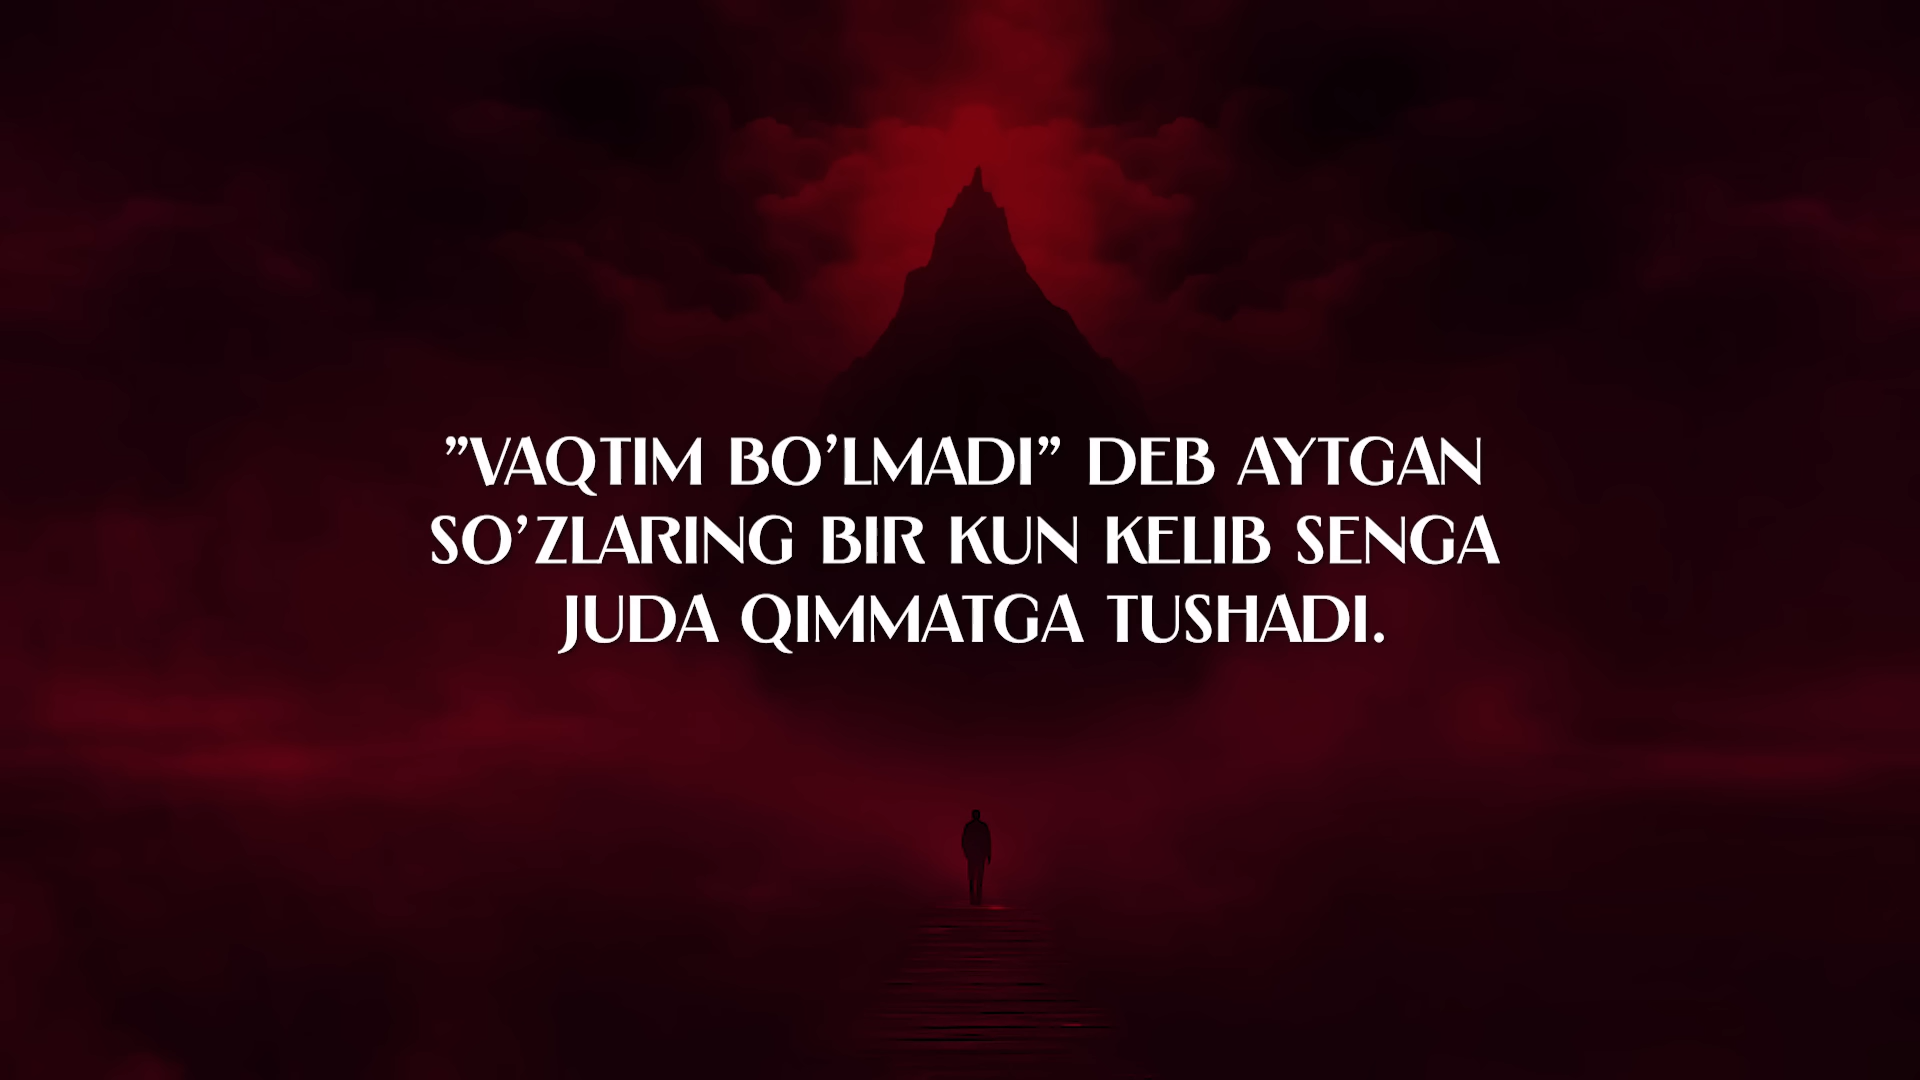 ”VAQTIM BO’LMADI” DEB AYTGAN
SO’ZLARING BIR KUN KELIB SENGA
JUDA QIMMATGA TUSHADI.